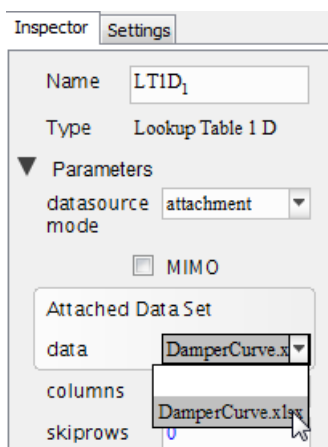 Inspector Settings
Name LT1D1
Type Lookup Table 1 D
Parameters
datasource mode attachment
MIMO
Attached Data Set
data DamperCurve.x
columns
DamperCurve.xlsx
skiprows 0